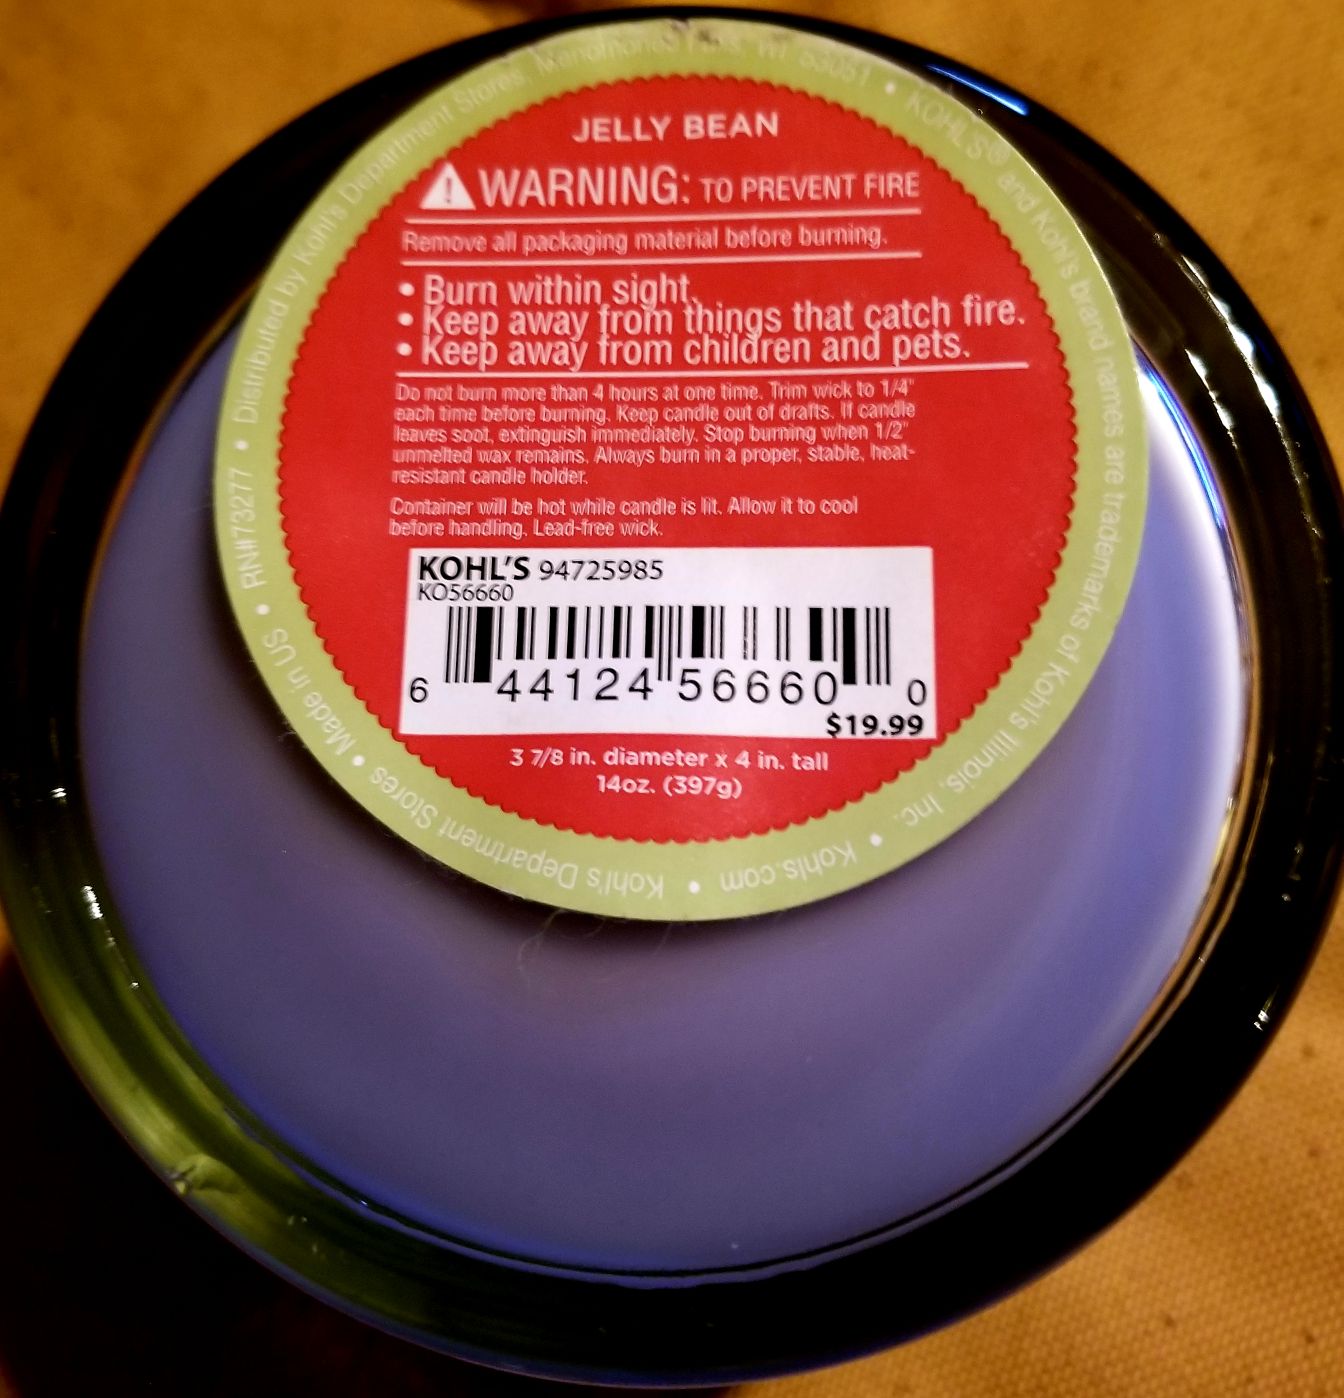 JELLY BEAN
WARNING: TO PREVENT FIRE
Remove all packaging material before burning.
• Burn within sight.
• Keep away from things that catch fire.
• Keep away from children and pets.
Do not burn more than 4 hours at one time. Trim wick to 1/4"
each time before burning. Keep candle out of drafts. If candle
leaves soot, extinguish immediately. Stop burning when 1/2"
unmelted wax remains. Always burn in a proper, stable, heat-
resistant candle holder.
Container will be hot while candle is lit. Allow it to cool
before handling. Lead-free wick.
KOHL'S 94725985
KO56660
6 44124 56660 0
$19.99
3 7/8 in. diameter x 4 in. tall
14oz. (397g)
Distributed by Kohl's Department Stores, Menomonee Falls, WI 53051 • KOHL'S® and Kohl's brand names are trademarks of Kohl's Illinois, Inc. • Kohls.com • Kohl's Department Stores • Made in US • RN#73277 •